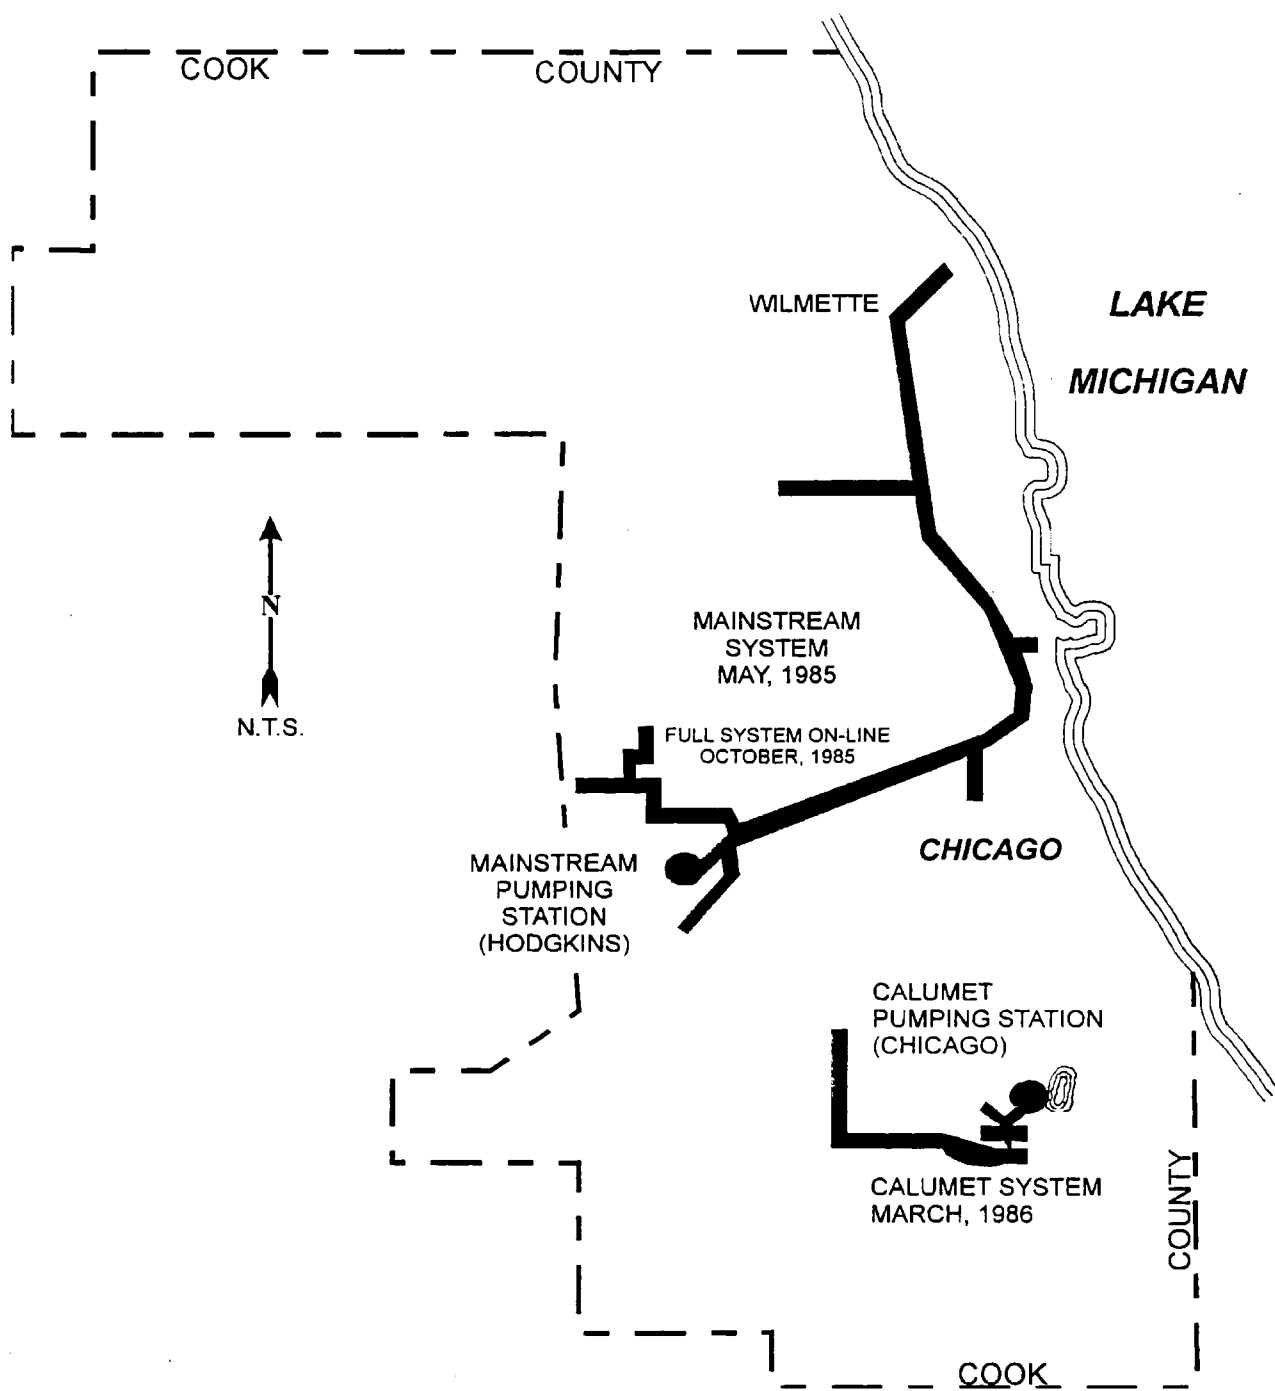 COOK COUNTY
WILMETTE
LAKE
MICHIGAN
N
N.T.S.
MAINSTREAM
SYSTEM
MAY, 1985
FULL SYSTEM ON-LINE
OCTOBER, 1985
CHICAGO
MAINSTREAM
PUMPING
STATION
(HODGKINS)
CALUMET
PUMPING STATION
(CHICAGO)
CALUMET SYSTEM
MARCH, 1986
COUNTY
COOK